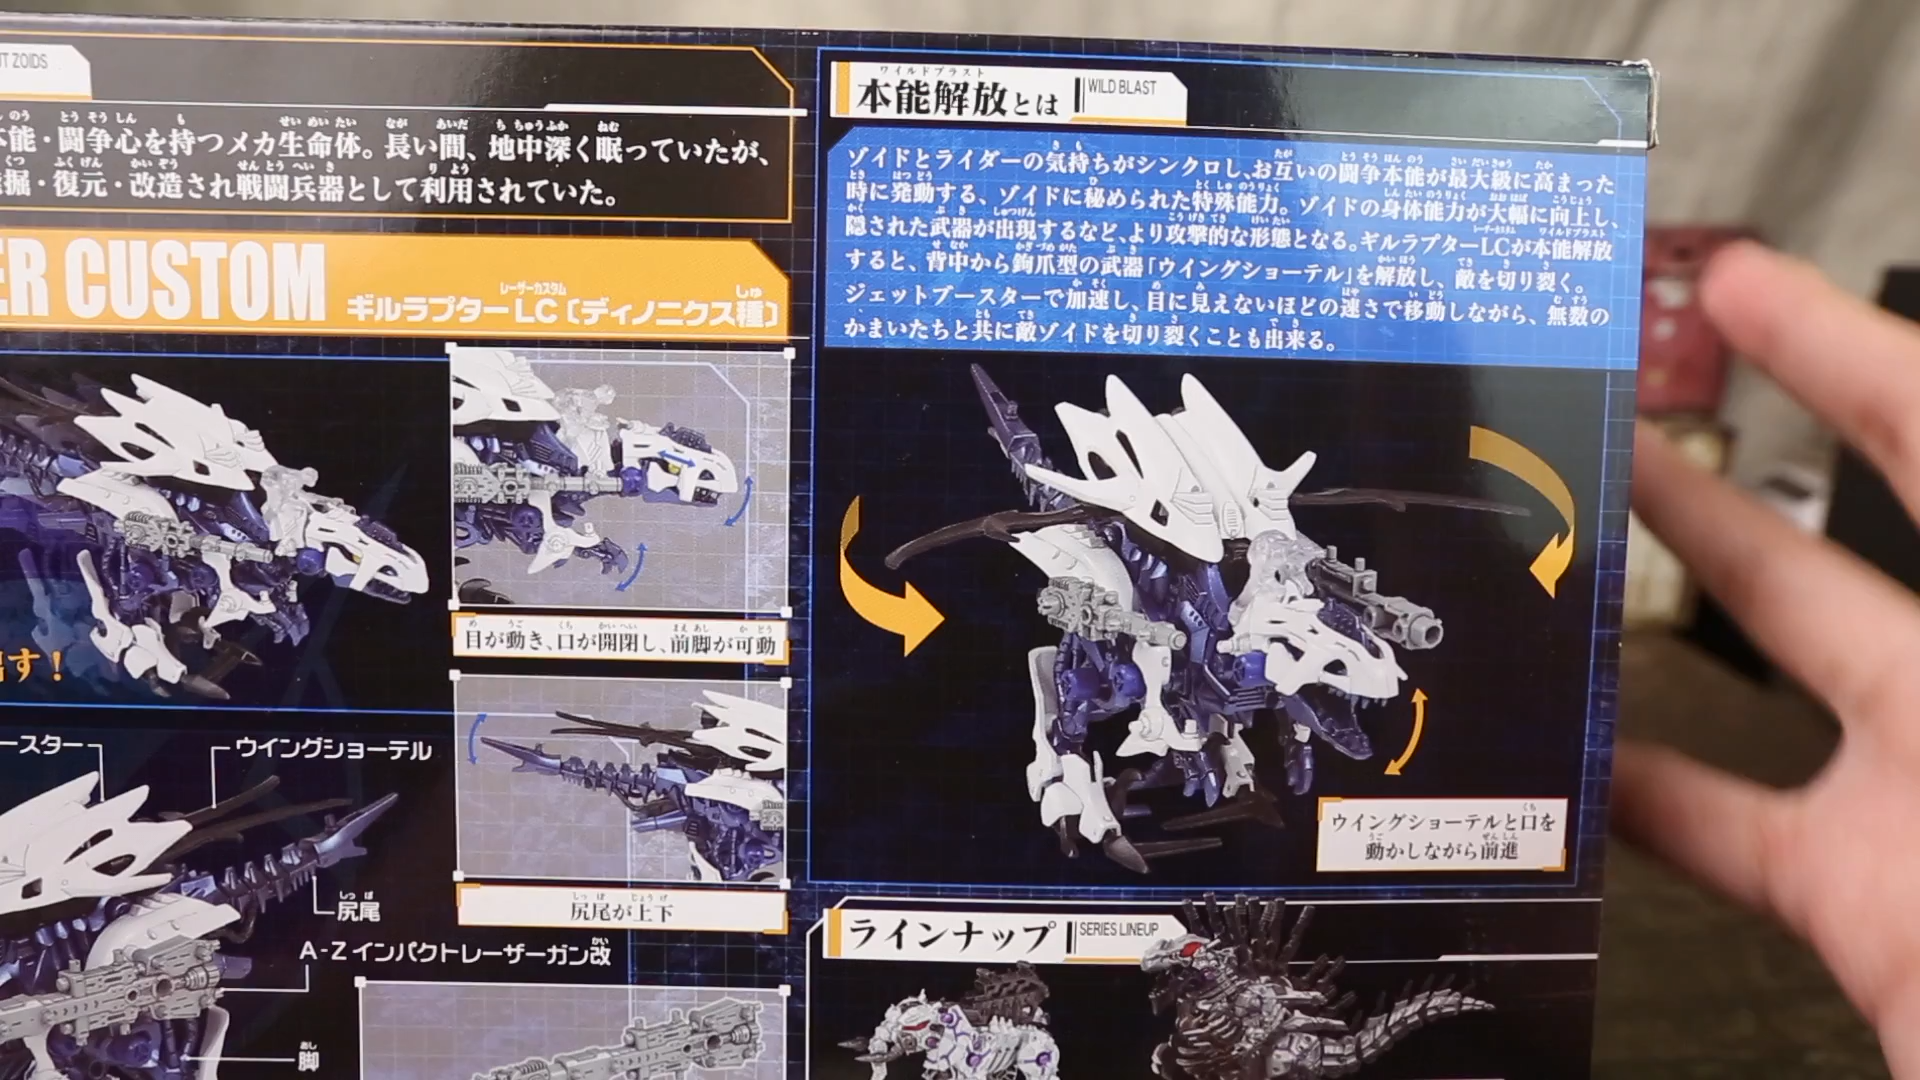 T ZOIDS
能・闘争心を持つメカ生命体。長い間、地中深く眠っていたが、
掘・復元・改造され戦闘兵器として利用されていた。
ER CUSTOM
レーザーカスタム
ギルラプターLC〔ディノニクス種〕
目が動き、口が開閉し、前脚が可動
す！
ースター
ウイングショーテル
尻尾
尻尾が上下
A-Zインパクトレーザーガン改
脚
ワイルドブラスト
本能解放とは
WILD BLAST
ゾイドとライダーの気持ちがシンクロし、お互いの闘争本能が最大級に高まった
時に発動する、ゾイドに秘められた特殊能力。ゾイドの身体能力が大幅に向上し、
隠された武器が出現するなど、より攻撃的な形態となる。ギルラプターLCが本能解放
すると、背中から鉤爪型の武器「ウイングショーテル」を解放し、敵を切り裂く。
ジェットブースターで加速し、目に見えないほどの速さで移動しながら、無数の
かまいたちと共に敵ゾイドを切り裂くことも出来る。
ウイングショーテルと口を
動かしながら前進
ラインナップ
SERIES LINEUP